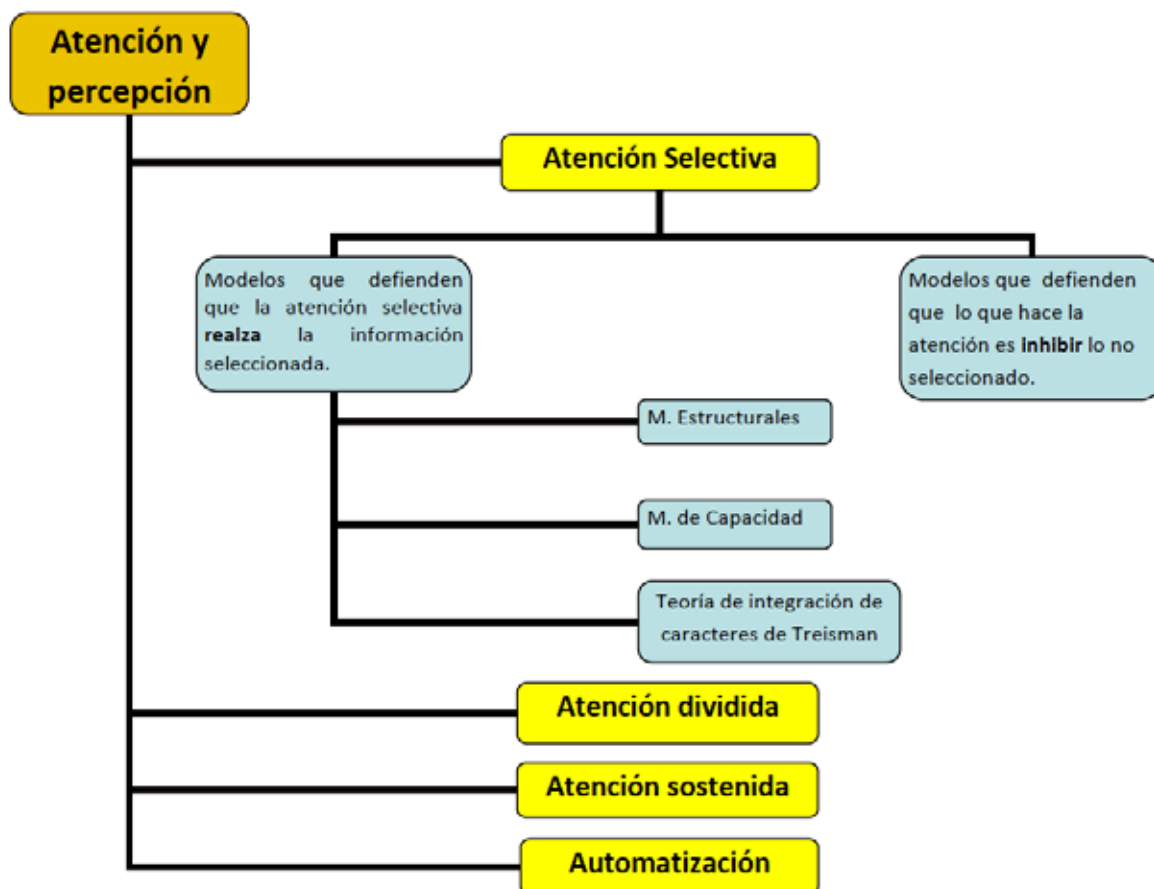 Atención y
percepción
Atención Selectiva
Modelos que defienden
que la atención selectiva
realza la información
seleccionada.
Modelos que defienden
que lo que hace la
atención es inhibir lo no
seleccionado.
M. Estructurales
M. de Capacidad
Teoría de integración de
caracteres de Treisman
Atención dividida
Atención sostenida
Automatización